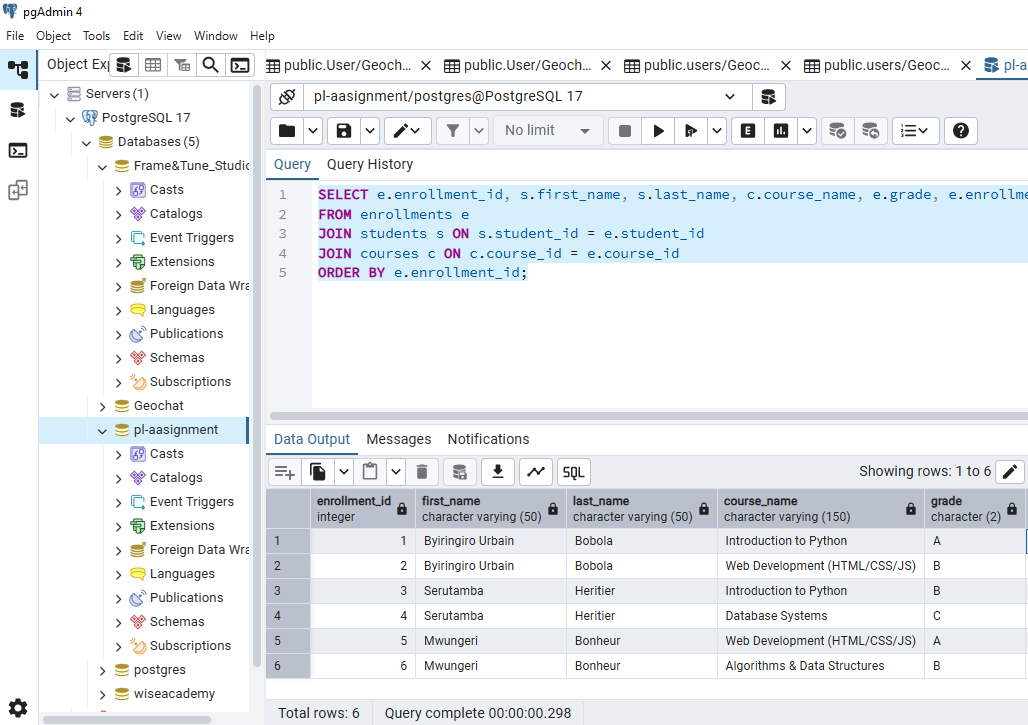 pgAdmin 4
File Object Tools Edit View Window Help
Object Exp
public.User/Geoch... public.User/Geoch... public.users/Geoc... public.users/Geoc... pl-a
Servers (1)
PostgreSQL 17
Databases (5)
Frame&Tune_Studio
Casts
Catalogs
Event Triggers
Extensions
Foreign Data Wra
Languages
Publications
Schemas
Subscriptions
Geochat
pl-aasignment
Casts
Catalogs
Event Triggers
Extensions
Foreign Data Wra
Languages
Publications
Schemas
Subscriptions
postgres
wiseacademy
pl-aasignment/postgres@PostgreSQL 17
No limit
E
Query Query History
1 SELECT e.enrollment_id, s.first_name, s.last_name, c.course_name, e.grade, e.enrollme
2 FROM enrollments e
3 JOIN students s ON s.student_id = e.student_id
4 JOIN courses c ON c.course_id = e.course_id
5 ORDER BY e.enrollment_id;
Data Output Messages Notifications
SQL Showing rows: 1 to 6
enrollment_id first_name last_name course_name grade
integer character varying (50) character varying (50) character varying (150) character (2)
1 1 Byiringiro Urbain Bobola Introduction to Python A
2 2 Byiringiro Urbain Bobola Web Development (HTML/CSS/JS) B
3 3 Serutamba Heritier Introduction to Python B
4 4 Serutamba Heritier Database Systems C
5 5 Mwungeri Bonheur Web Development (HTML/CSS/JS) A
6 6 Mwungeri Bonheur Algorithms & Data Structures B
Total rows: 6 Query complete 00:00:00.298